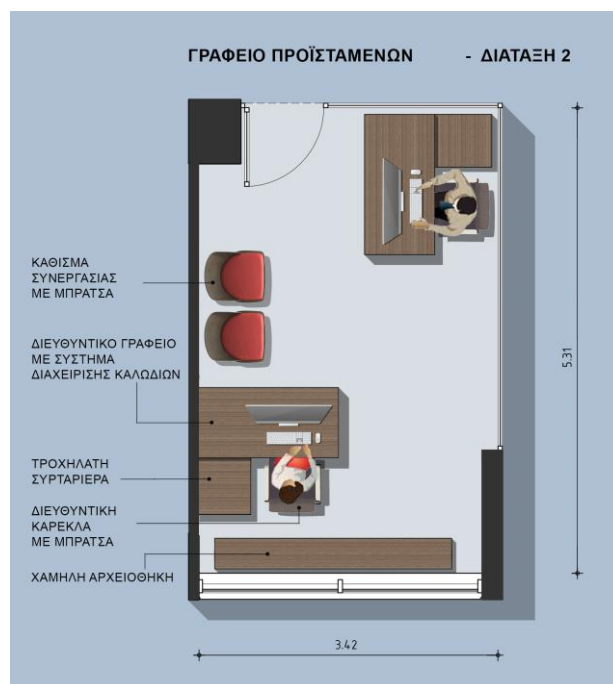 ΓΡΑΦΕΙΟ ΠΡΟΪΣΤΑΜΕΝΩΝ - ΔΙΑΤΑΞΗ 2
ΚΑΘΙΣΜΑ
ΣΥΝΕΡΓΑΣΙΑΣ
ΜΕ ΜΠΡΑΤΣΑ
ΔΙΕΥΘΥΝΤΙΚΟ ΓΡΑΦΕΙΟ
ΜΕ ΣΥΣΤΗΜΑ
ΔΙΑΧΕΙΡΙΣΗΣ ΚΑΛΩΔΙΩΝ
5.31
ΤΡΟΧΗΛΑΤΗ
ΣΥΡΤΑΡΙΕΡΑ
ΔΙΕΥΘΥΝΤΙΚΗ
ΚΑΡΕΚΛΑ
ΜΕ ΜΠΡΑΤΣΑ
ΧΑΜΗΛΗ ΑΡΧΕΙΟΘΗΚΗ
3.42